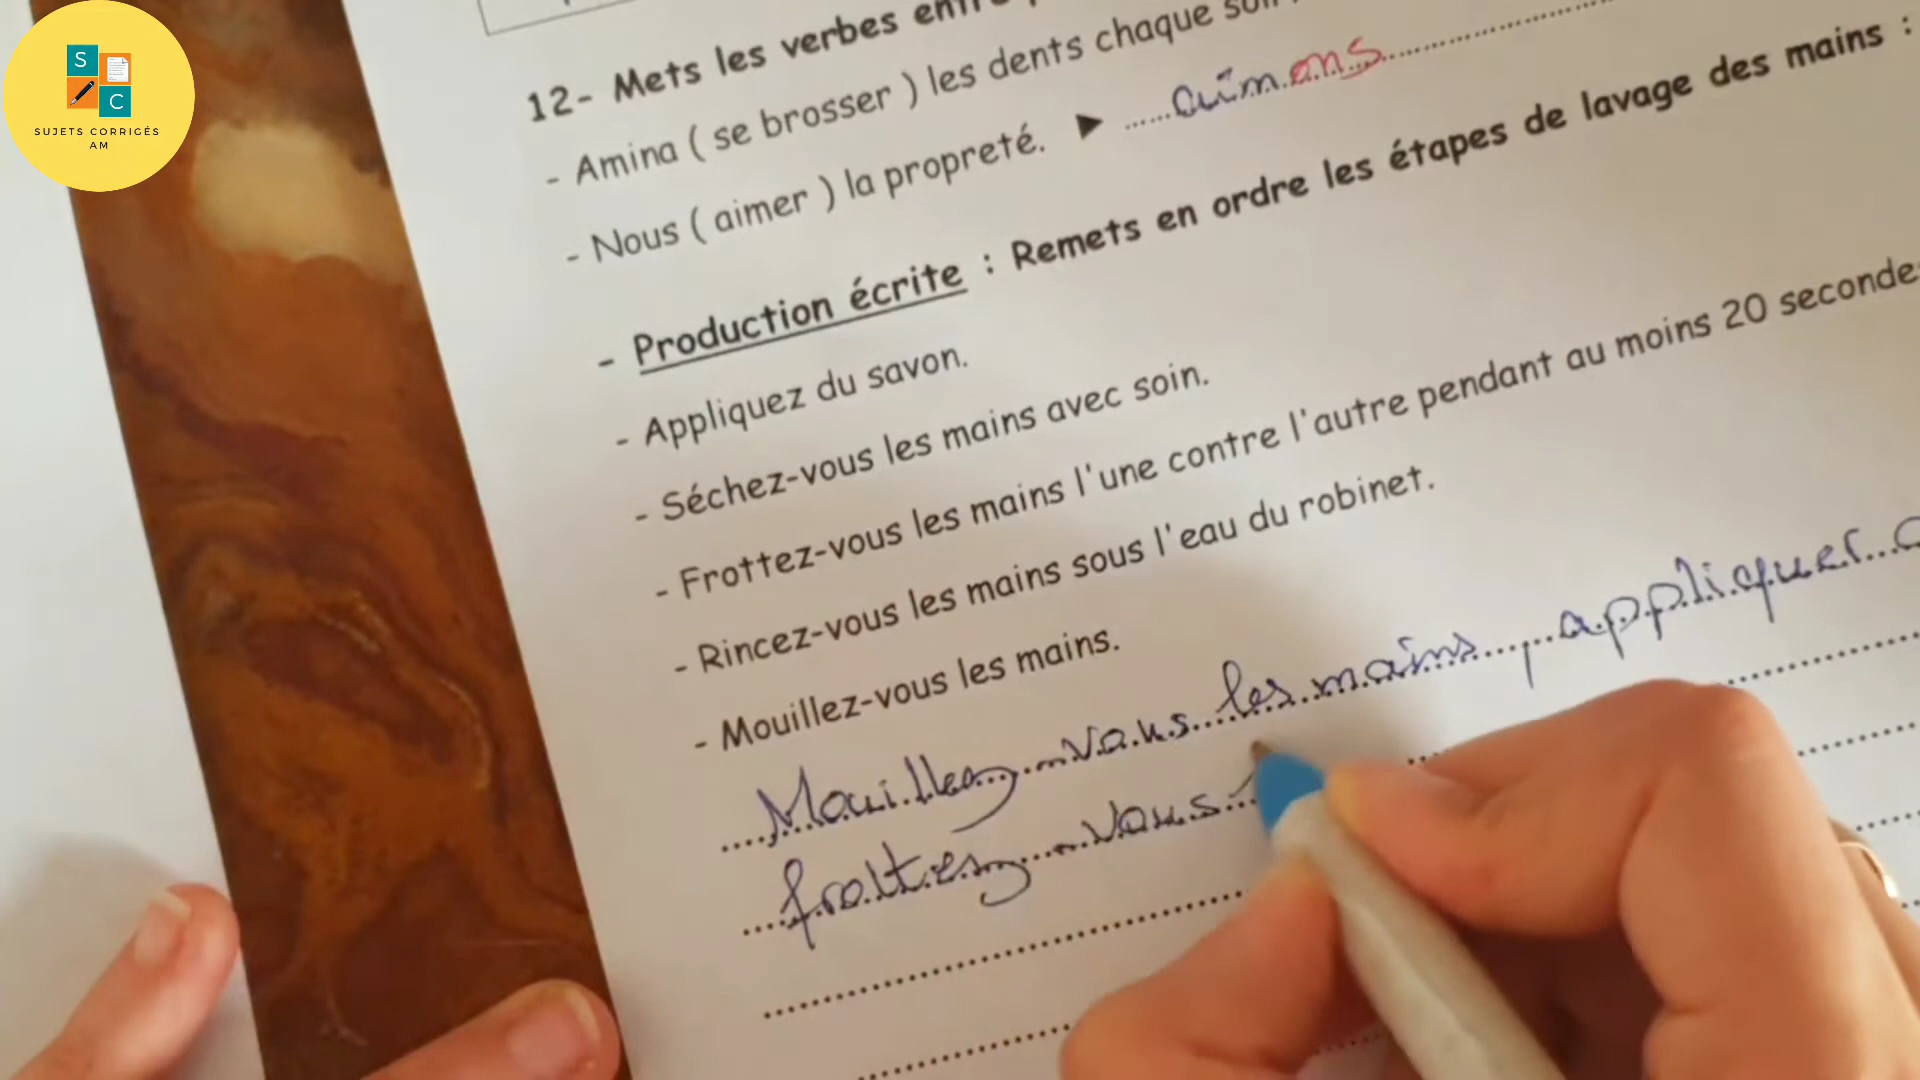 S
C
SUJETS CORRIGÉS
AM
12- Mets les verbes
- Amina ( se brosser ) les dents chaque
- Nous ( aimer ) la propreté. ► ......aimons
- Production écrite : Remets en ordre les étapes de lavage des mains :
- Appliquez du savon.
- Séchez-vous les mains avec soin.
- Frottez-vous les mains l'une contre l'autre pendant au moins 20 seconde
- Rincez-vous les mains sous l'eau du robinet.
- Mouillez-vous les mains.
Mouillez-vous les mains, appliquer
frottez-vous